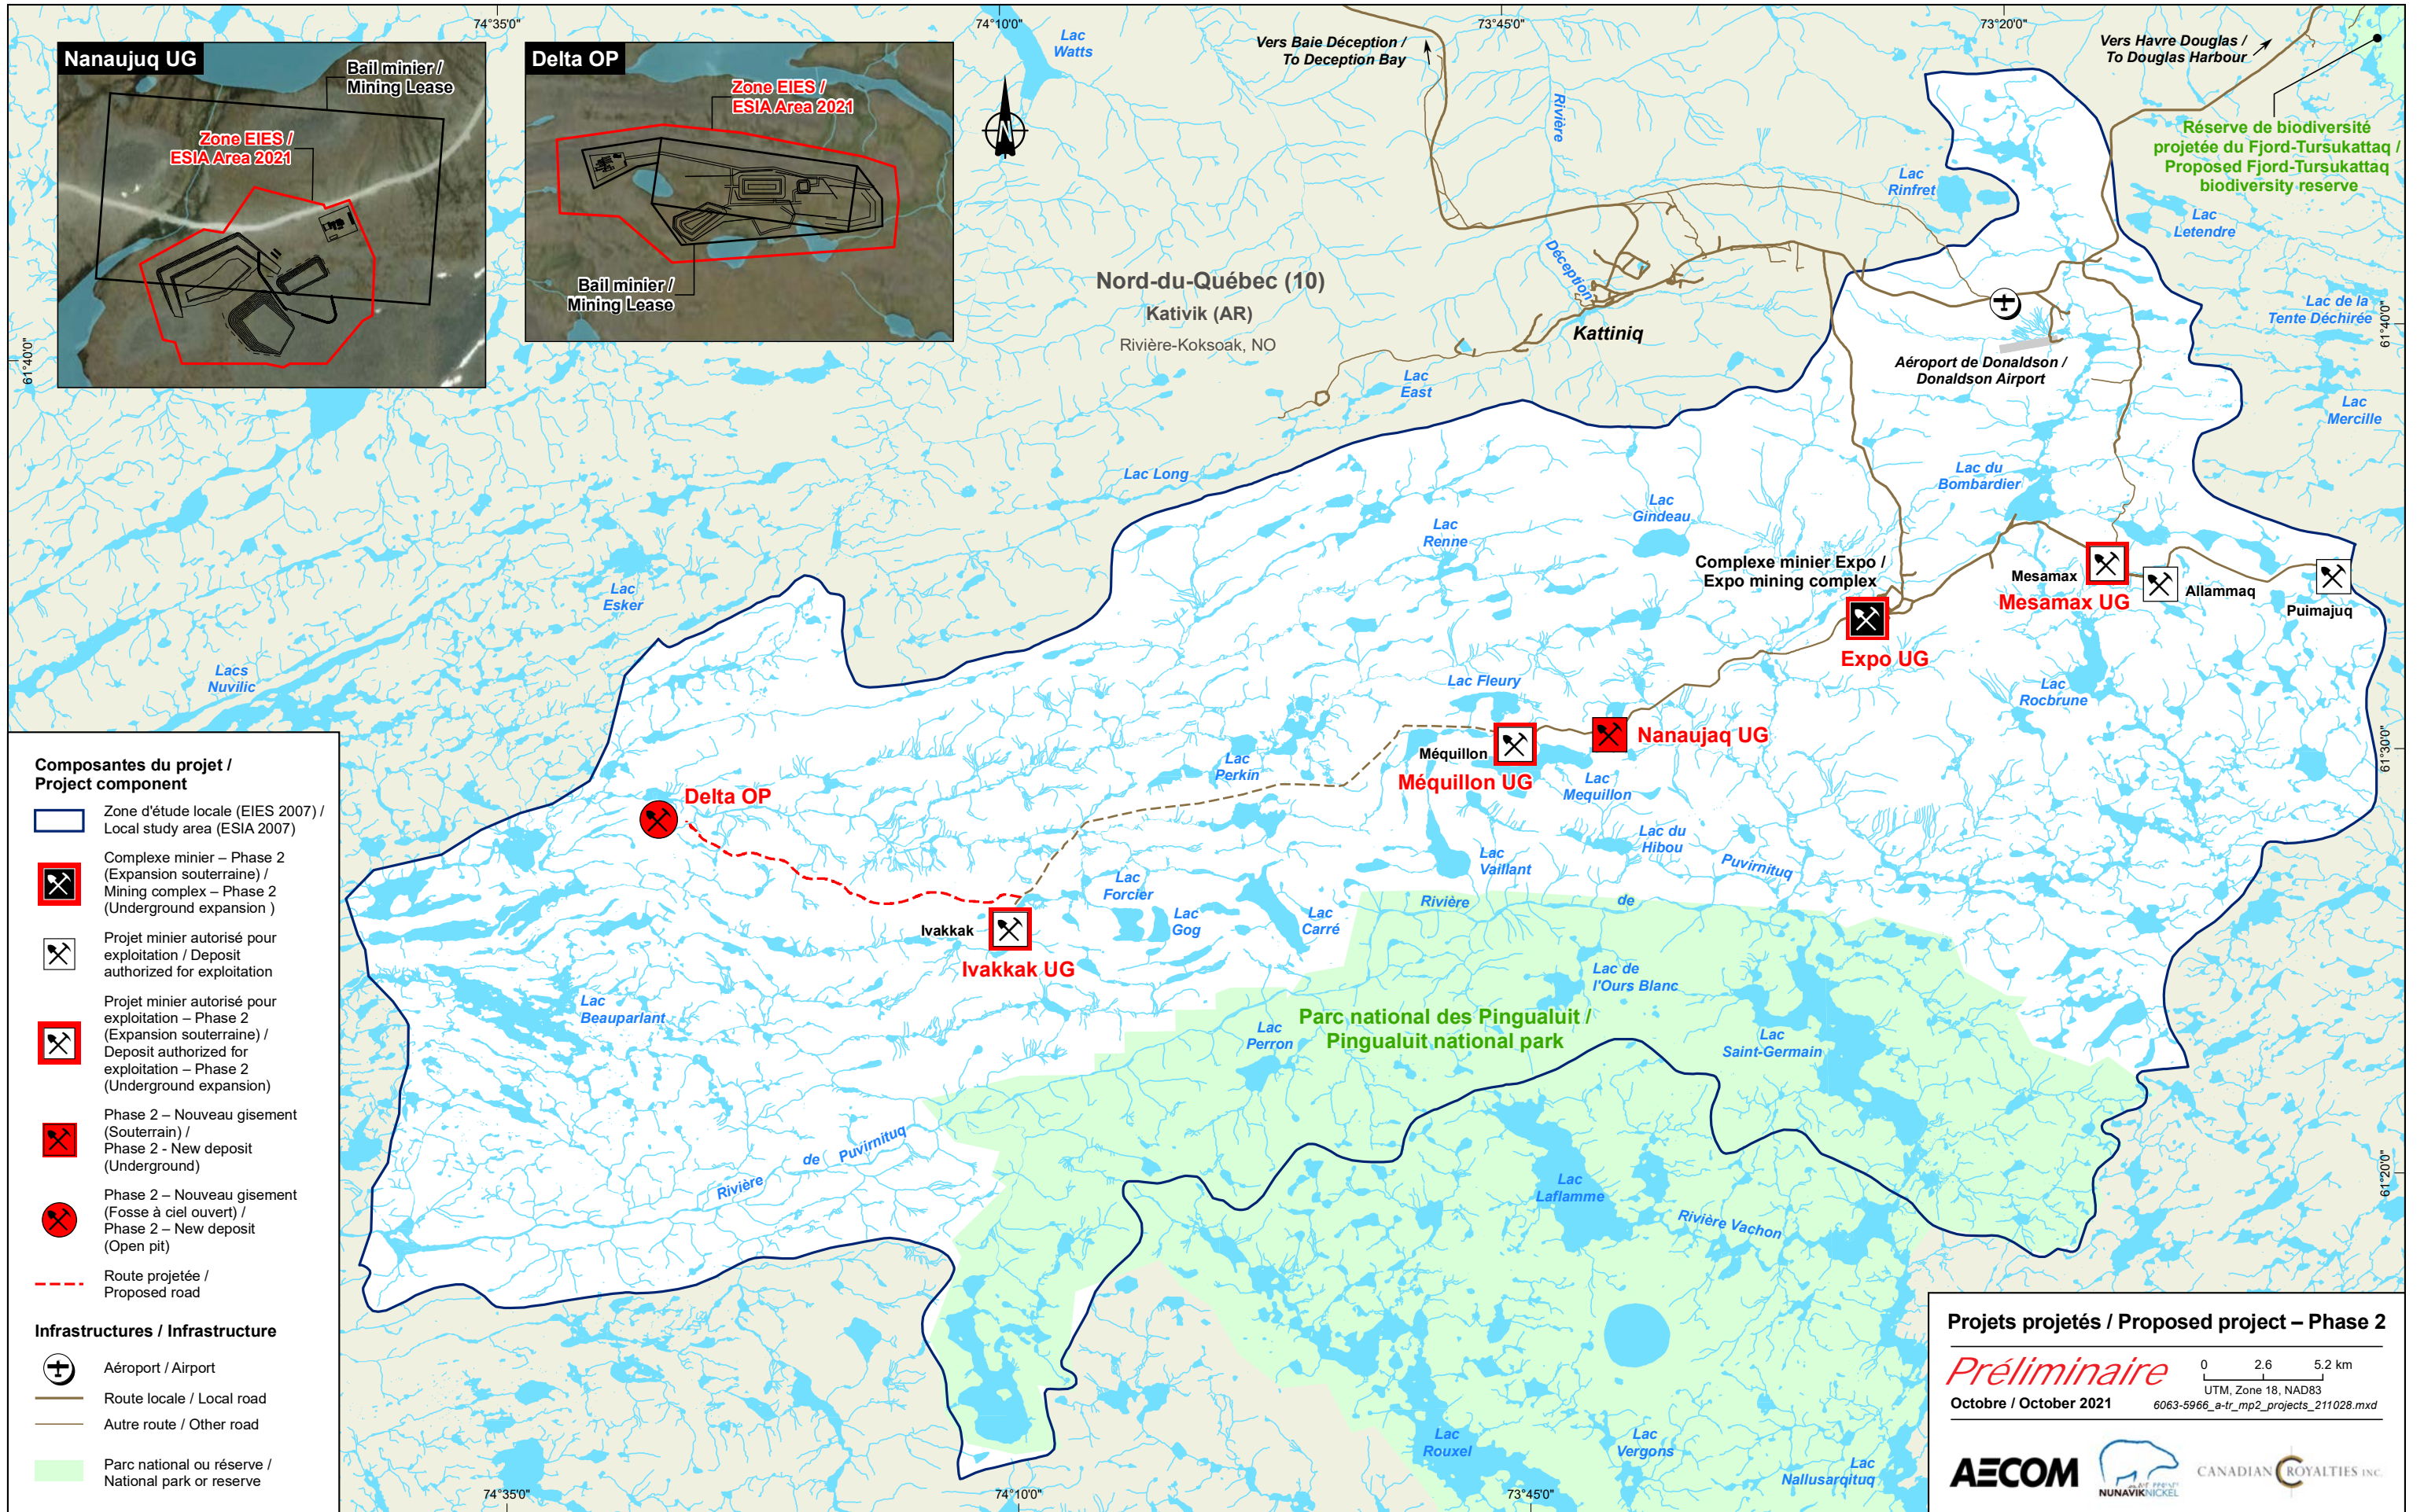 74°35'0"
74°10'0"
73°45'0"
73°20'0"
Nanaujuq UG
Bail minier /
Mining Lease
Zone EIES /
ESIA Area 2021
Delta OP
Zone EIES /
ESIA Area 2021
Bail minier /
Mining Lease
N
Lac
Watts
Vers Baie Déception /
To Deception Bay
Vers Havre Douglas /
To Douglas Harbour
Réserve de biodiversité
projetée du Fjord-Tursukattaq /
Proposed Fjord-Tursukattaq
biodiversity reserve
Rivière
Déception
Lac
Rinfret
Lac
Letendre
Lac de la
Tente Déchirée
Lac
Mercille
61°40'0"
61°40'0"
Nord-du-Québec (10)
Kativik (AR)
Rivière-Koksoak, NO
Kattiniq
Aéroport de Donaldson /
Donaldson Airport
Lac
East
Lac Long
Lac
Renne
Lac
Gindeau
Lac du
Bombardier
Complexe minier Expo /
Expo mining complex
Expo UG
Mesamax
Mesamax UG
Allammaq
Puimajuq
Lac
Esker
Lacs
Nuvilic
Lac
Rocbrune
Lac Fleury
Nanaujaq UG
Méquillon
Méquillon UG
Lac
Mequillon
61°30'0"
Lac
Perkin
Delta OP
Lac du
Hibou
Lac
Vaillant
Puvirnituq
de
Rivière
Lac
Forcier
Lac
Gog
Lac
Carré
Ivakkak
Ivakkak UG
Lac
Beauparlant
Lac de
l'Ours Blanc
Parc national des Pingualuit /
Pingualuit national park
Lac
Perron
Lac
Saint-Germain
Rivière
de
Puvirnituq
Lac
Laflamme
Rivière Vachon
61°20'0"
Lac
Rouxel
Lac
Vergons
Lac
Nallusarqituq
74°35'0"
74°10'0"
73°45'0"
Composantes du projet /
Project component
Zone d'étude locale (EIES 2007) /
Local study area (ESIA 2007)
Complexe minier – Phase 2
(Expansion souterraine) /
Mining complex – Phase 2
(Underground expansion )
Projet minier autorisé pour
exploitation / Deposit
authorized for exploitation
Projet minier autorisé pour
exploitation – Phase 2
(Expansion souterraine) /
Deposit authorized for
exploitation – Phase 2
(Underground expansion)
Phase 2 – Nouveau gisement
(Souterrain) /
Phase 2 - New deposit
(Underground)
Phase 2 – Nouveau gisement
(Fosse à ciel ouvert) /
Phase 2 – New deposit
(Open pit)
Route projetée /
Proposed road
Infrastructures / Infrastructure
Aéroport / Airport
Route locale / Local road
Autre route / Other road
Parc national ou réserve /
National park or reserve
Projets projetés / Proposed project – Phase 2
Préliminaire
0 2.6 5.2 km
UTM, Zone 18, NAD83
Octobre / October 2021
6063-5966_a-tr_mp2_projects_211028.mxd
AECOM
NUNAVIKNICKEL
CANADIAN ROYALTIES INC.